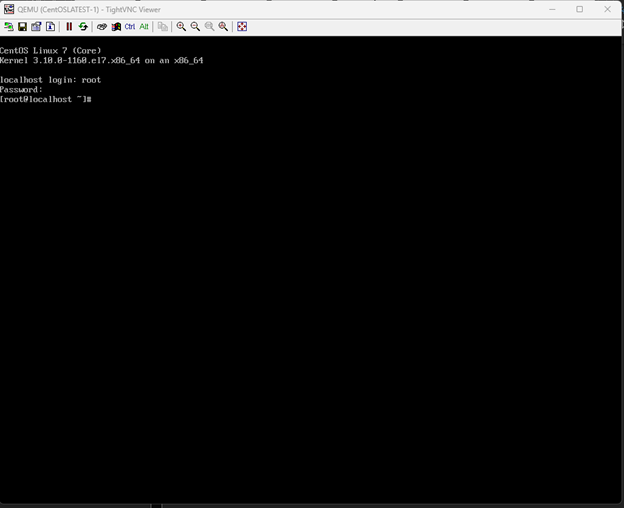 QEMU (CentOSLATEST-1) - TightVNC Viewer
Ctrl Alt
CentOS Linux 7 (Core)
Kernel 3.10.0-1160.el7.x86_64 on an x86_64
localhost login: root
Password:
[root@localhost ~]#